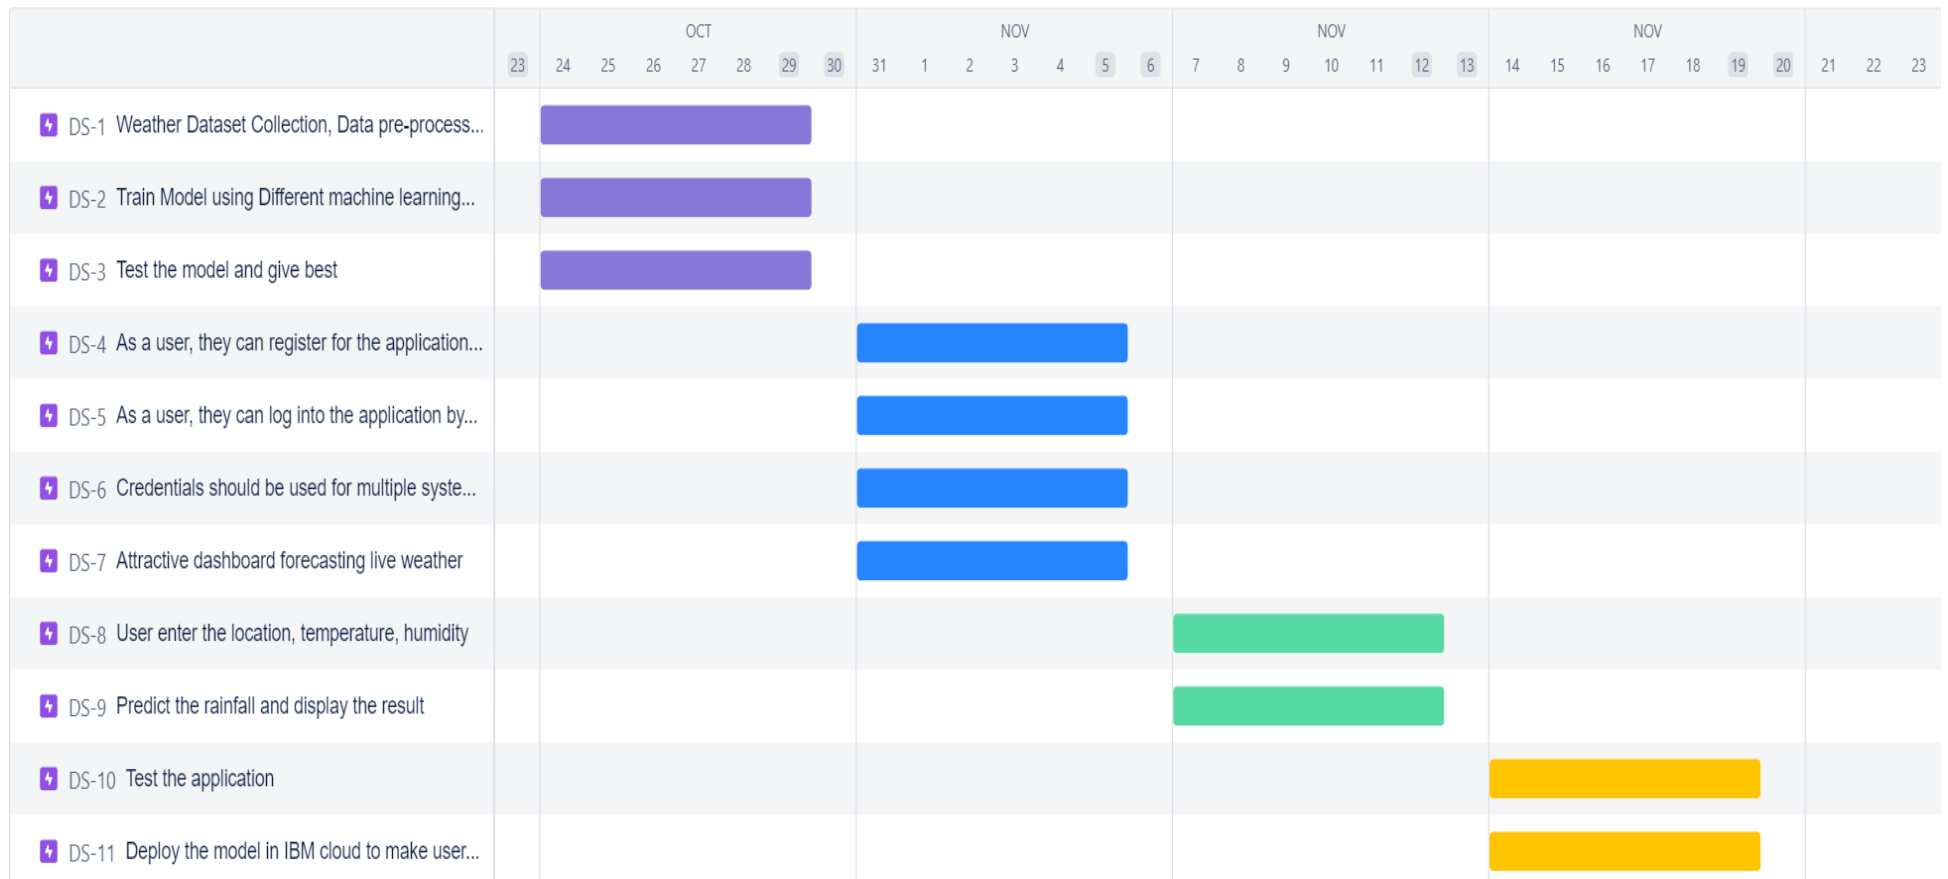 OCT NOV NOV NOV
23 24 25 26 27 28 29 30 31 1 2 3 4 5 6 7 8 9 10 11 12 13 14 15 16 17 18 19 20 21 22 23
DS-1 Weather Dataset Collection, Data pre-process...
DS-2 Train Model using Different machine learning...
DS-3 Test the model and give best
DS-4 As a user, they can register for the application...
DS-5 As a user, they can log into the application by...
DS-6 Credentials should be used for multiple syste...
DS-7 Attractive dashboard forecasting live weather
DS-8 User enter the location, temperature, humidity
DS-9 Predict the rainfall and display the result
DS-10 Test the application
DS-11 Deploy the model in IBM cloud to make user...